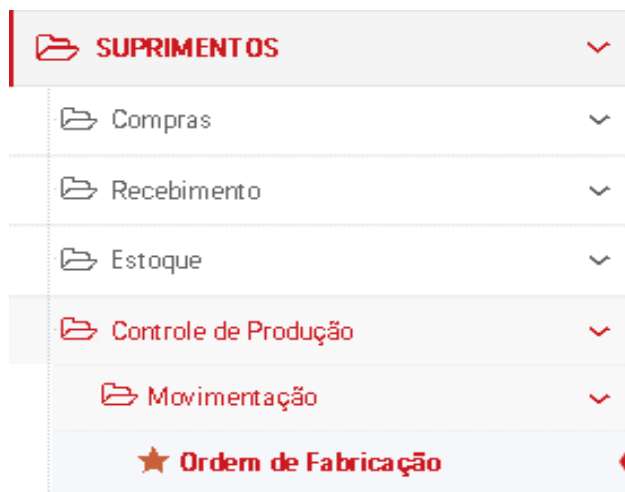 SUPRIMENTOS
Compras
Recebimento
Estoque
Controle de Produção
Movimentação
Ordem de Fabricação